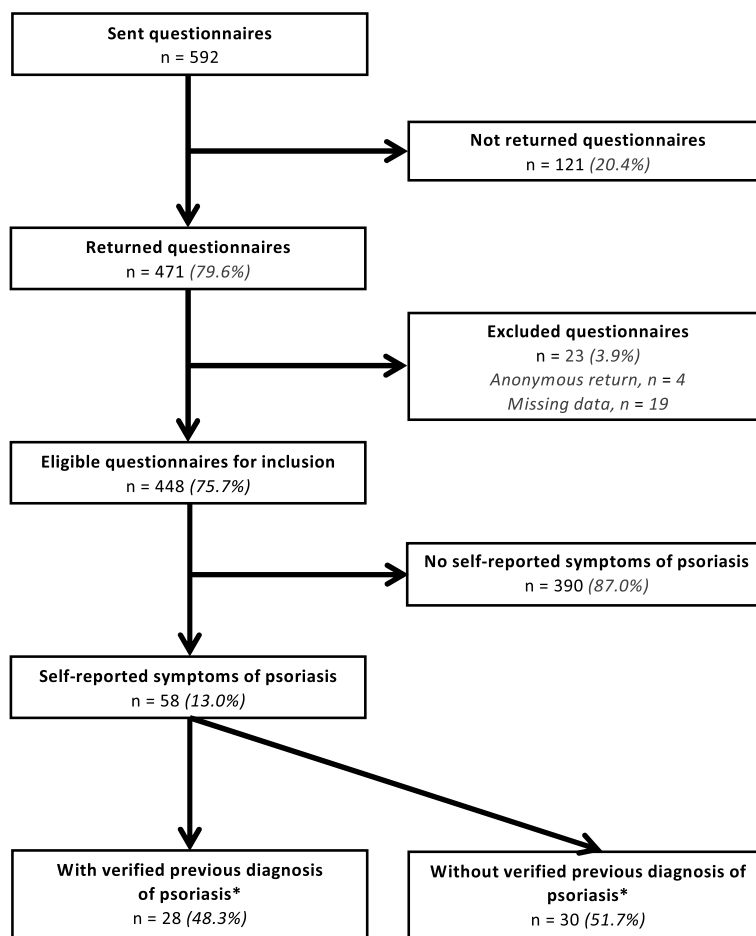 Sent questionnaires
n = 592
Not returned questionnaires
n = 121 (20.4%)
Returned questionnaires
n = 471 (79.6%)
Excluded questionnaires
n = 23 (3.9%)
Anonymous return, n = 4
Missing data, n = 19
Eligible questionnaires for inclusion
n = 448 (75.7%)
No self-reported symptoms of psoriasis
n = 390 (87.0%)
Self-reported symptoms of psoriasis
n = 58 (13.0%)
With verified previous diagnosis
of psoriasis*
n = 28 (48.3%)
Without verified previous diagnosis of
psoriasis*
n = 30 (51.7%)